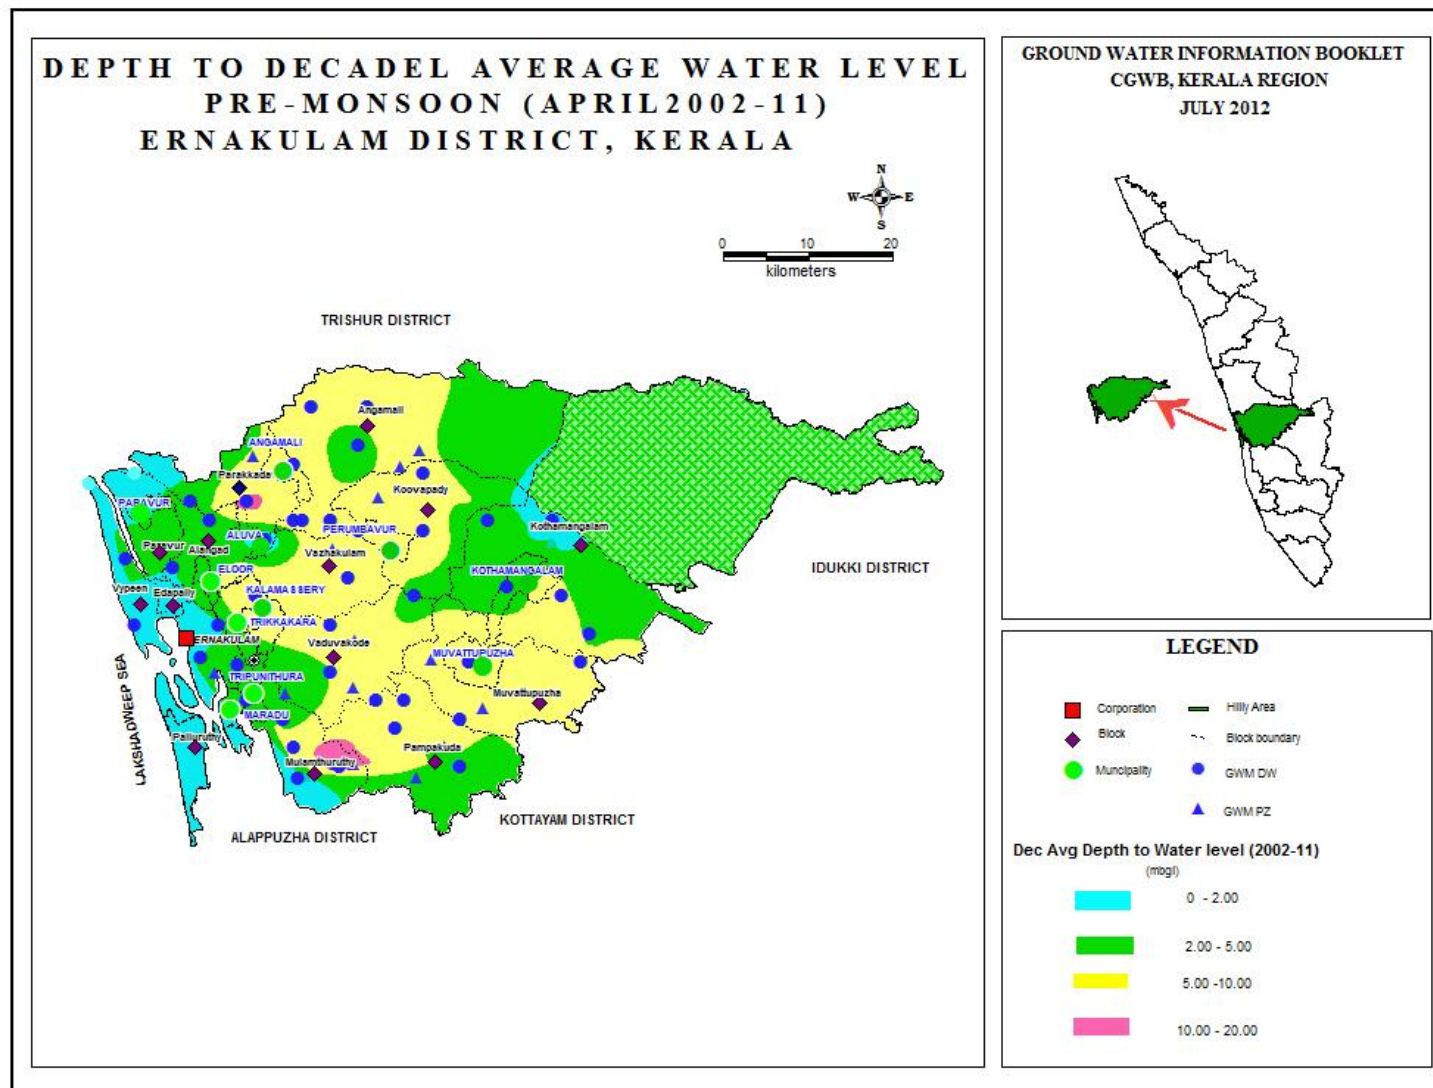 DEPTH TO DECADEL AVERAGE WATER LEVEL
PRE-MONSOON (APRIL2002-11)
ERNAKULAM DISTRICT, KERALA
N
W E
S
0 10 20
kilometers
TRISHUR DISTRICT
Angamali
ANGAMALI
Parakkada
Koovapady
PARAVUR
PERUMBAVUR
Kothamangalam
ALUVA
Paravur
Alangad
Vazhakulam
IDUKKI DISTRICT
ELOOR
KOTHAMANGALAM
Vypeen
Edapally
KALAMASSERY
TRIKKAKARA
ERNAKULAM
Vaduvakode
MUVATTUPUZHA
TRIPUNITHURA
Muvattupuzha
MARADU
LAKSHADWEEP SEA
Palluruthy
Pampakuda
Mulamthuruthy
KOTTAYAM DISTRICT
ALAPPUZHA DISTRICT
GROUND WATER INFORMATION BOOKLET
CGWB, KERALA REGION
JULY 2012
LEGEND
Corporation
Hilly Area
Block
Block boundary
Muncipality
GWM DW
GWM PZ
Dec Avg Depth to Water level (2002-11)
(mbgl)
0 - 2.00
2.00 - 5.00
5.00 -10.00
10.00 - 20.00